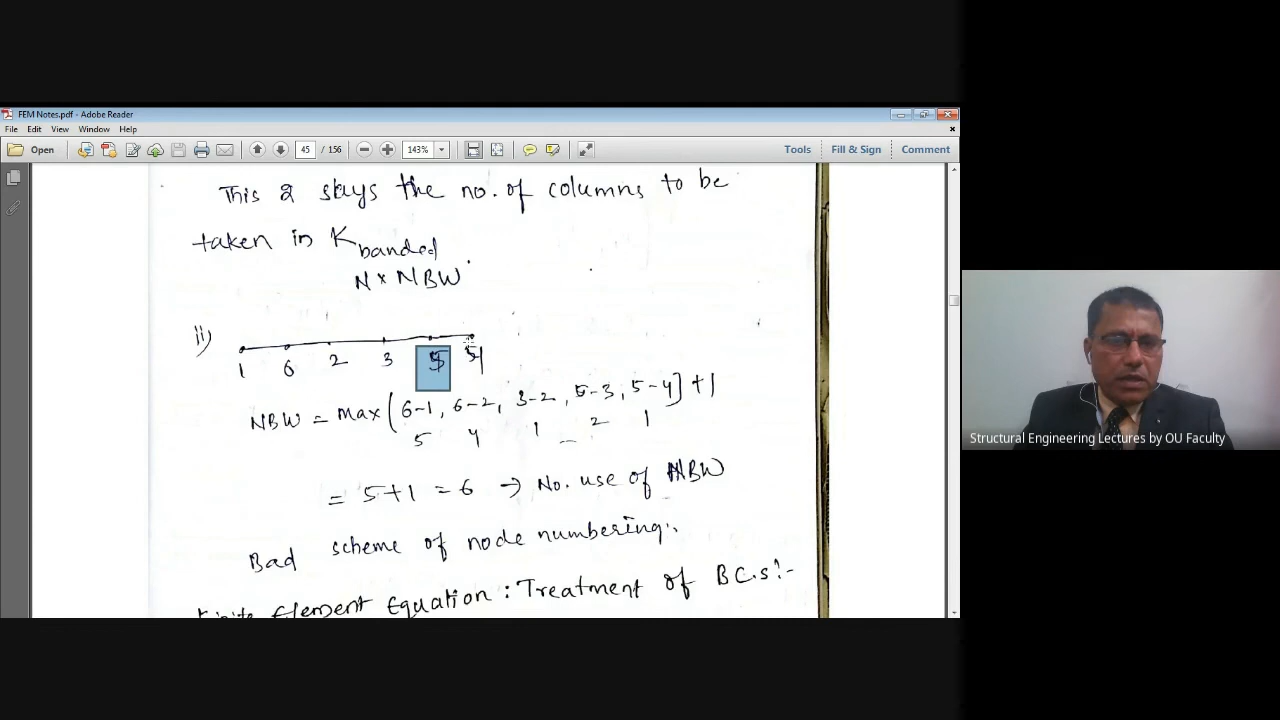 FEM Notes.pdf - Adobe Reader
File Edit View Window Help
Open 45 / 156 143% Tools Fill & Sign Comment
This 2 says the no. of columns to be
taken in K banded.
N x NBW
ii)
1 6 2 3 5 4
NBW = max (6-1, 6-2, 3-2, 5-3, 5-4] + 1
5 4 1 2 1
= 5+1 = 6 → No. use of NBW
Bad scheme of node numbering.
Finite Element Equation : Treatment of B.C.s :-
Structural Engineering Lectures by OU Faculty